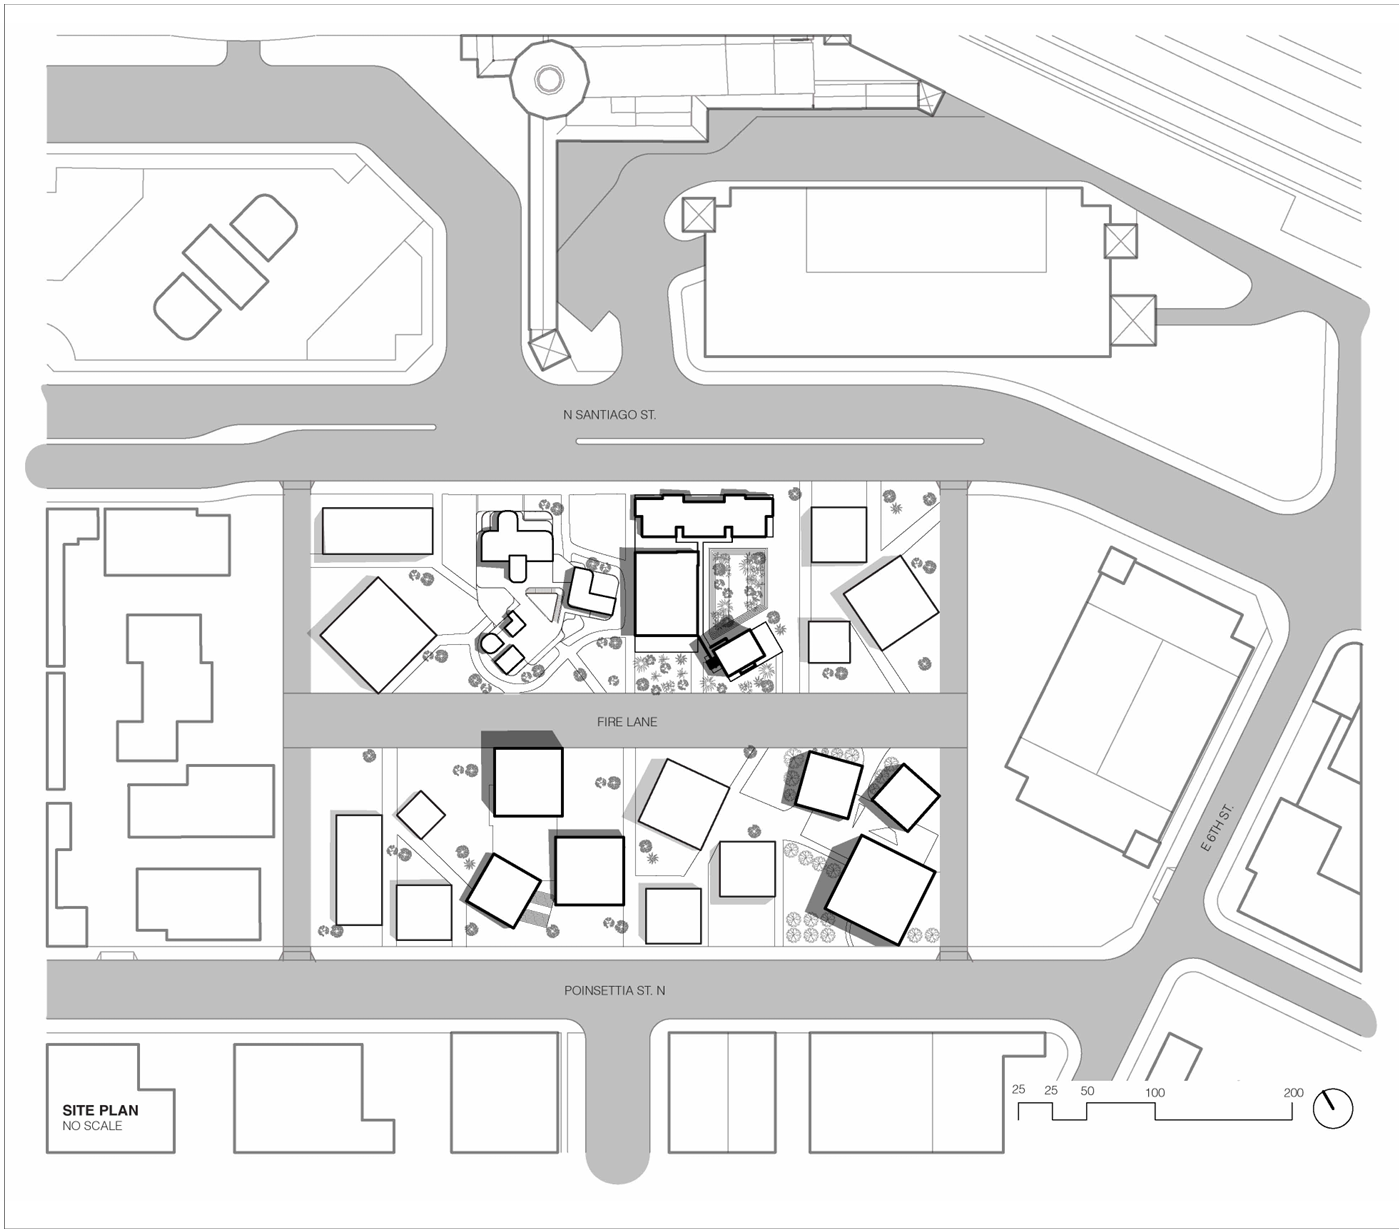 N SANTIAGO ST.
FIRE LANE
E 6TH ST.
POINSETTIA ST. N
SITE PLAN
NO SCALE
25 25 50 100 200